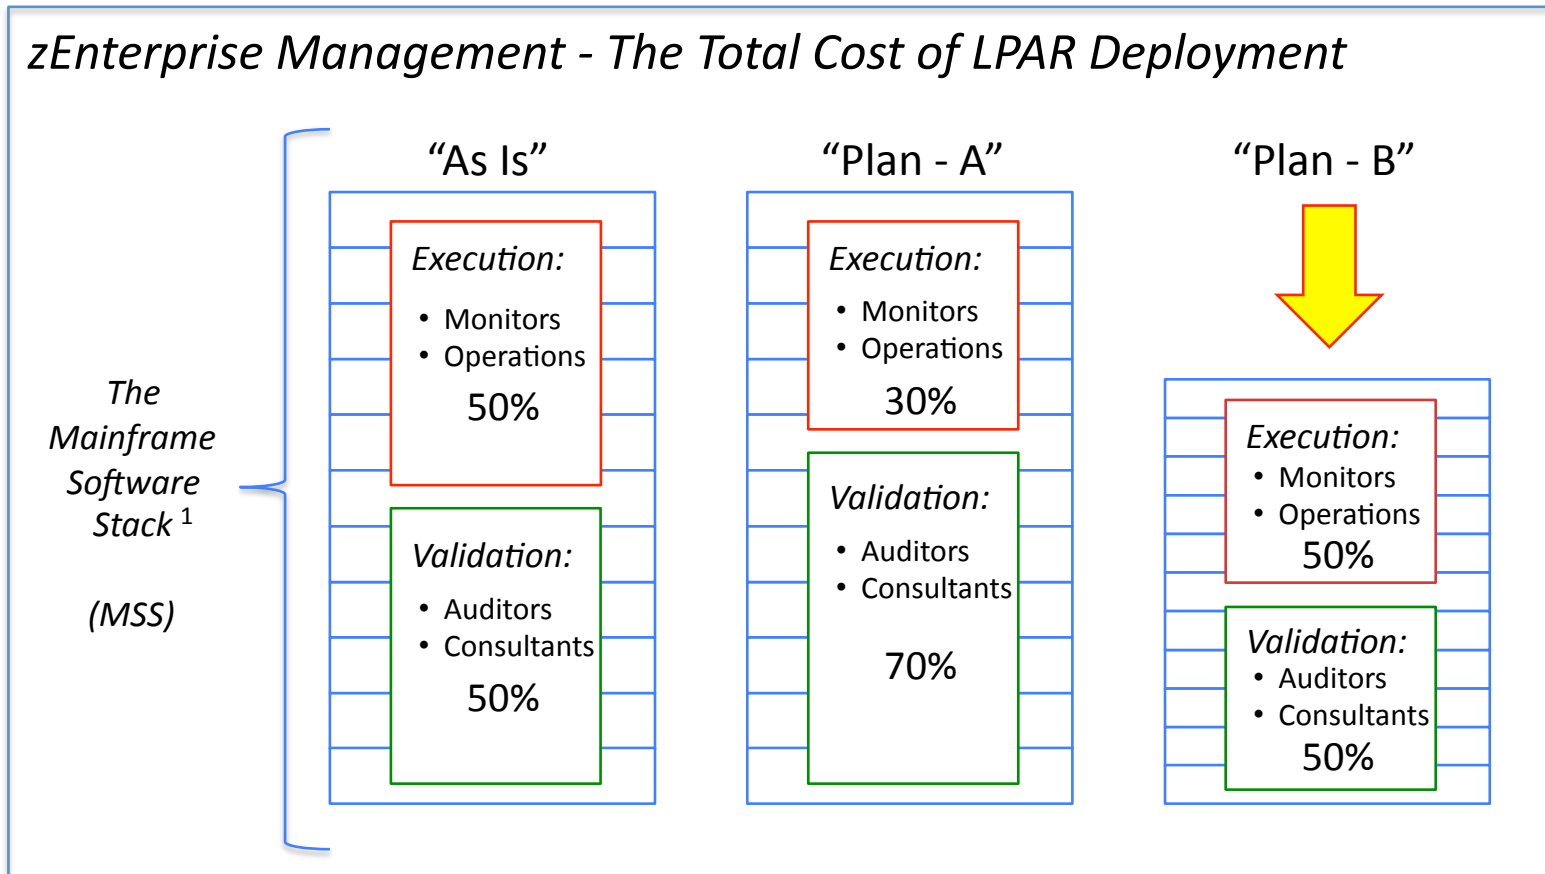 zEnterprise Management - The Total Cost of LPAR Deployment
The
Mainframe
Software
Stack 1
(MSS)
“As Is”
Execution:
• Monitors
• Operations
50%
Validation:
• Auditors
• Consultants
50%
“Plan - A”
Execution:
• Monitors
• Operations
30%
Validation:
• Auditors
• Consultants
70%
“Plan - B”
Execution:
• Monitors
• Operations
50%
Validation:
• Auditors
• Consultants
50%